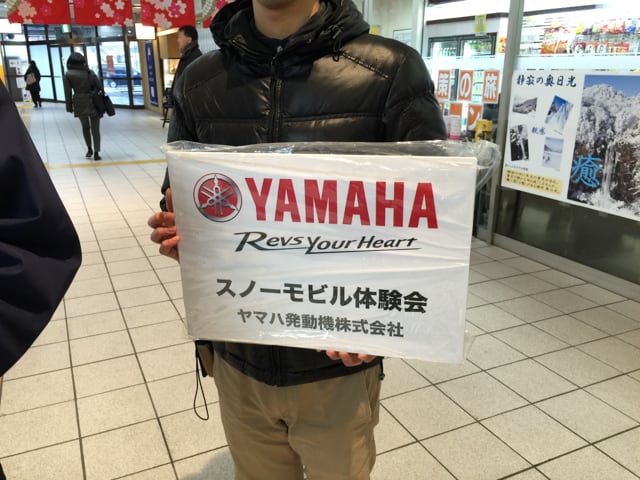 YAMAHA
Revs Your Heart
スノーモビル体験会
ヤマハ発動機株式会社
静寂の奥日光
癒